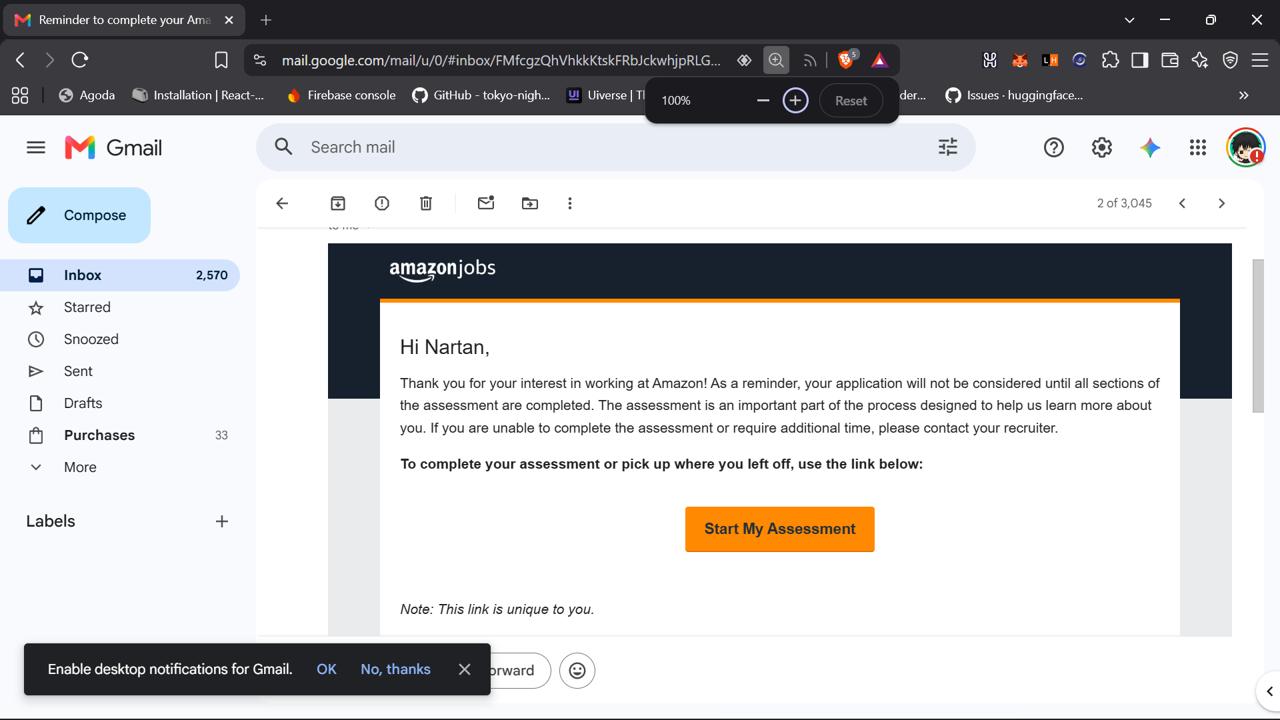 Reminder to complete your Ama
mail.google.com/mail/u/0/#inbox/FMfcgzQhVhkkKtskFRbJckwhjpRLG...
5
LH
Agoda
Installation | React-...
Firebase console
GitHub - tokyo-nigh...
UI
Uiverse | Th
der...
Issues · huggingface...
100%
Reset
Gmail
Search mail
Compose
2 of 3,045
Inbox 2,570
Starred
Snoozed
Sent
Drafts
Purchases 33
More
Labels
to me
amazonjobs
Hi Nartan,
Thank you for your interest in working at Amazon! As a reminder, your application will not be considered until all sections of
the assessment are completed. The assessment is an important part of the process designed to help us learn more about
you. If you are unable to complete the assessment or require additional time, please contact your recruiter.
To complete your assessment or pick up where you left off, use the link below:
Start My Assessment
Note: This link is unique to you.
Enable desktop notifications for Gmail. OK No, thanks
orward